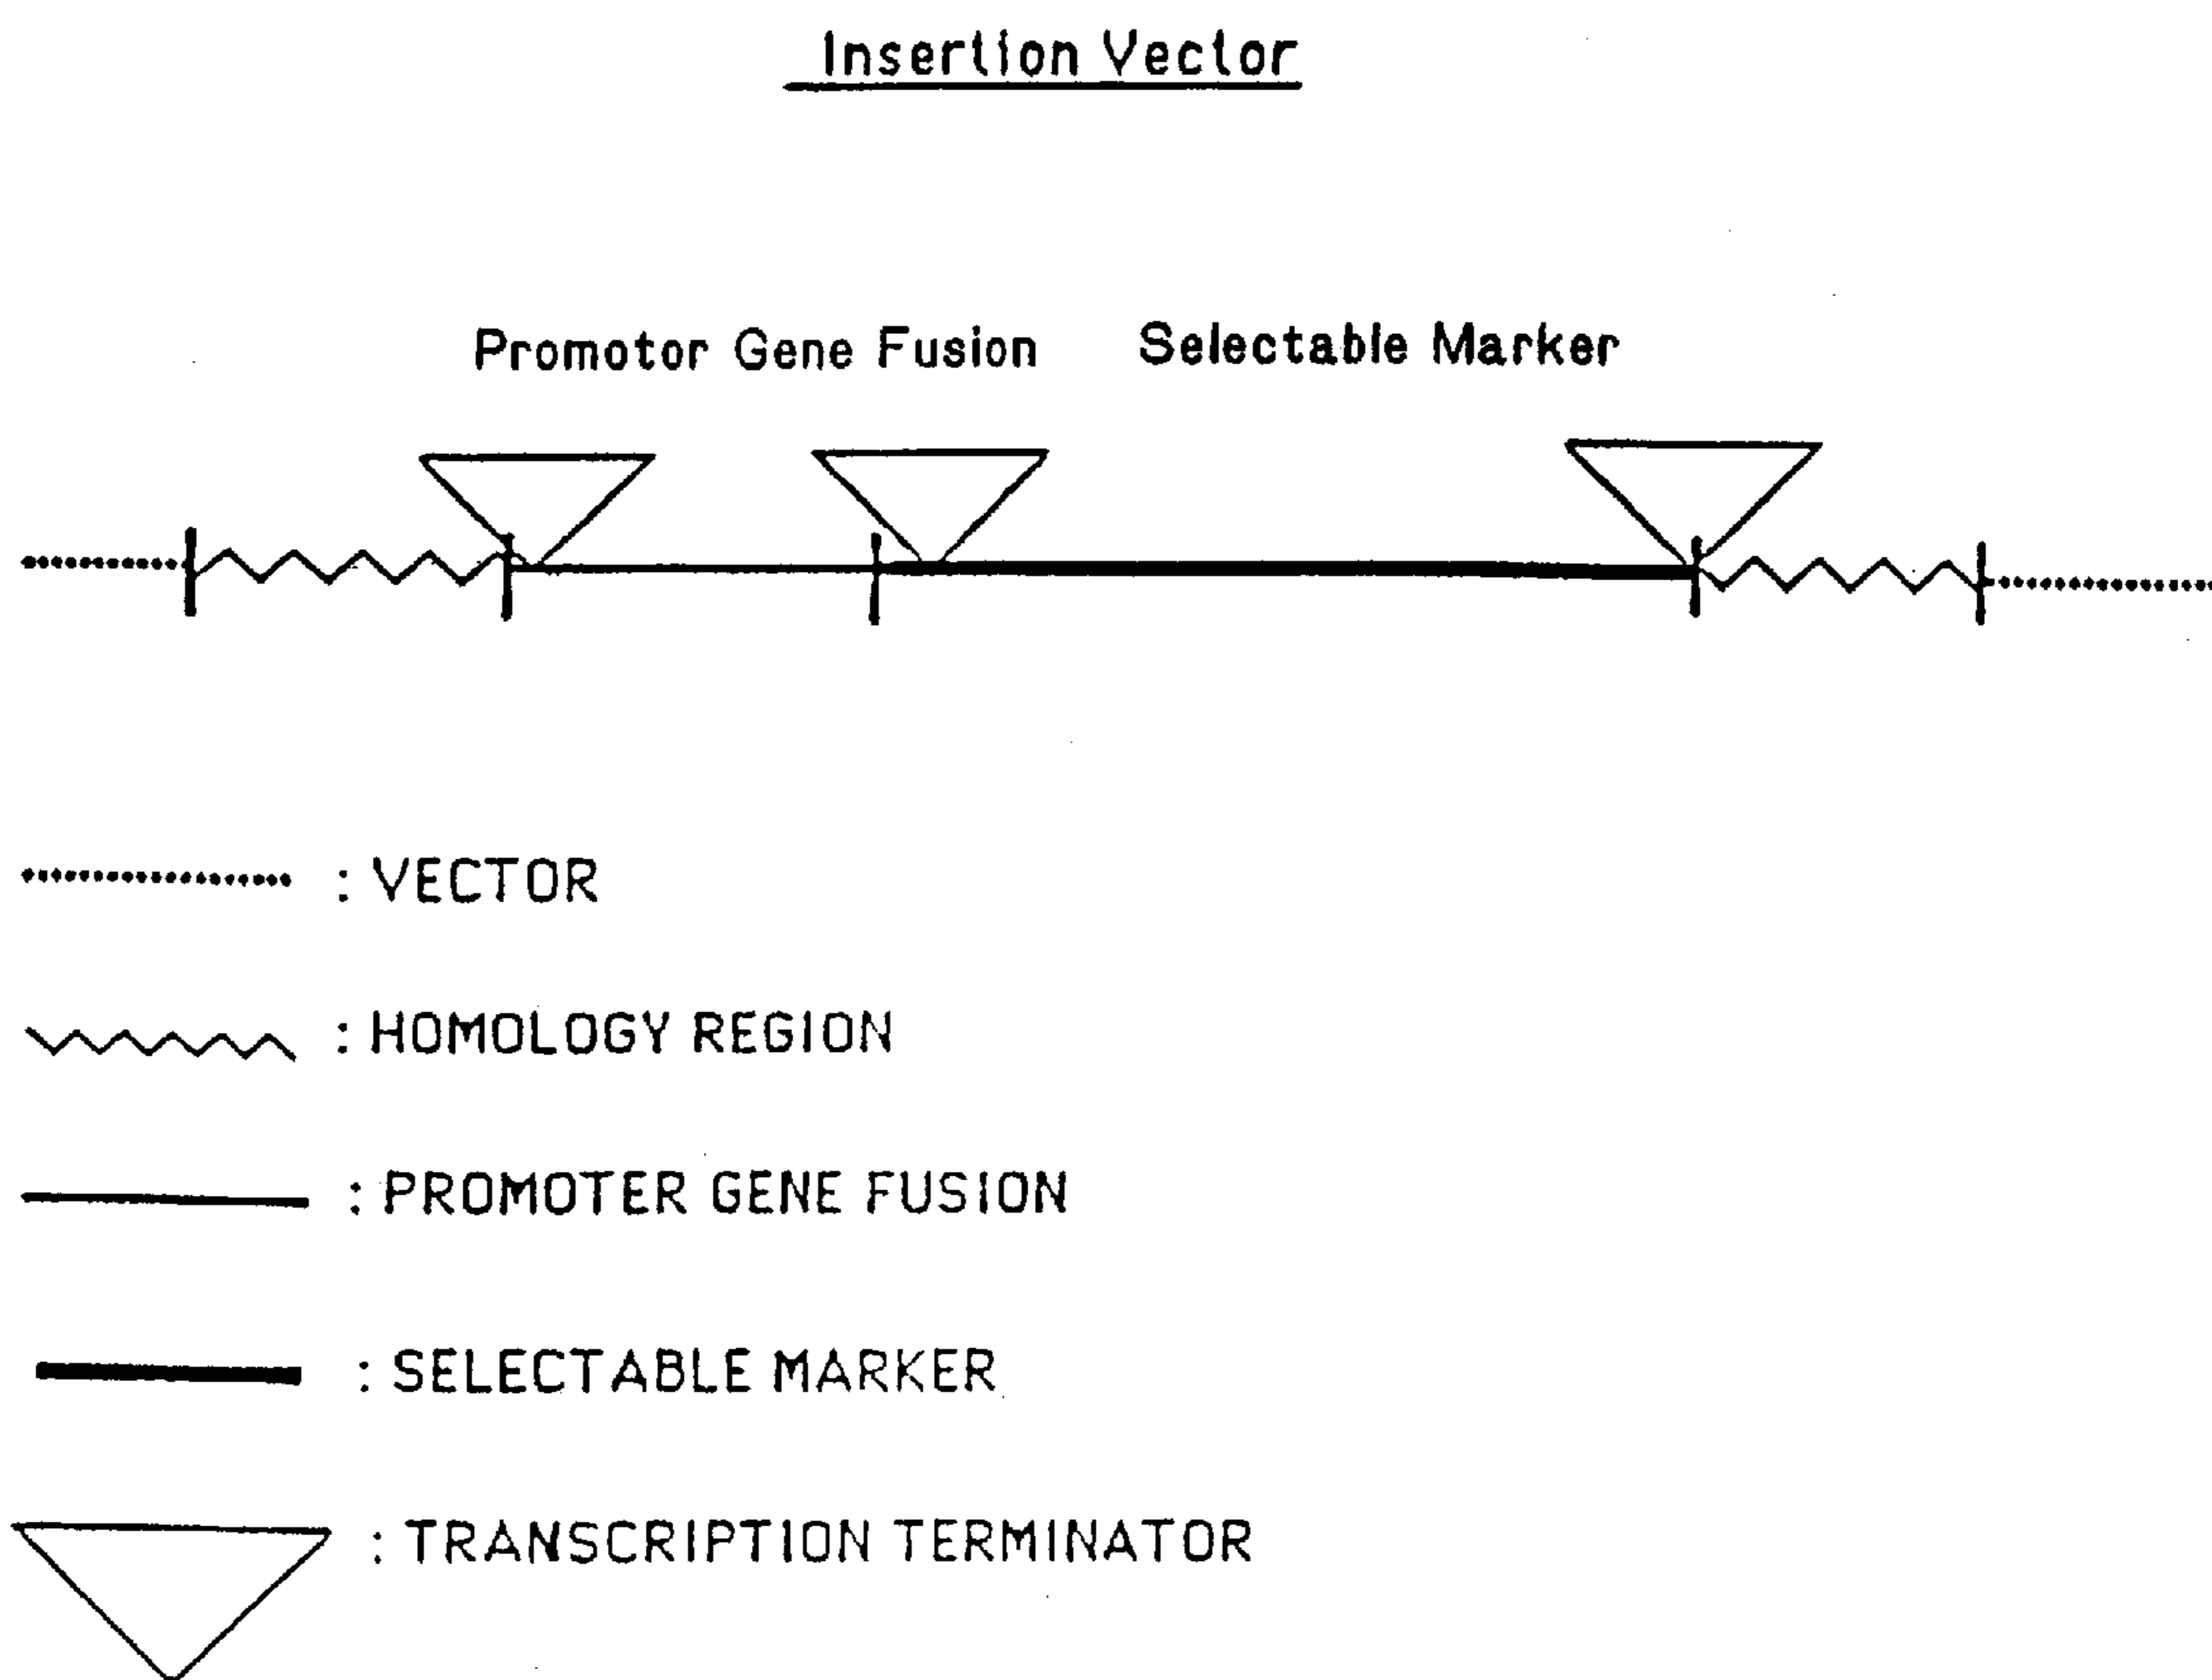 Insertion Vector
Promotor Gene Fusion Selectable Marker
: VECTOR
: HOMOLOGY REGION
: PROMOTER GENE FUSION
: SELECTABLE MARKER
: TRANSCRIPTION TERMINATOR